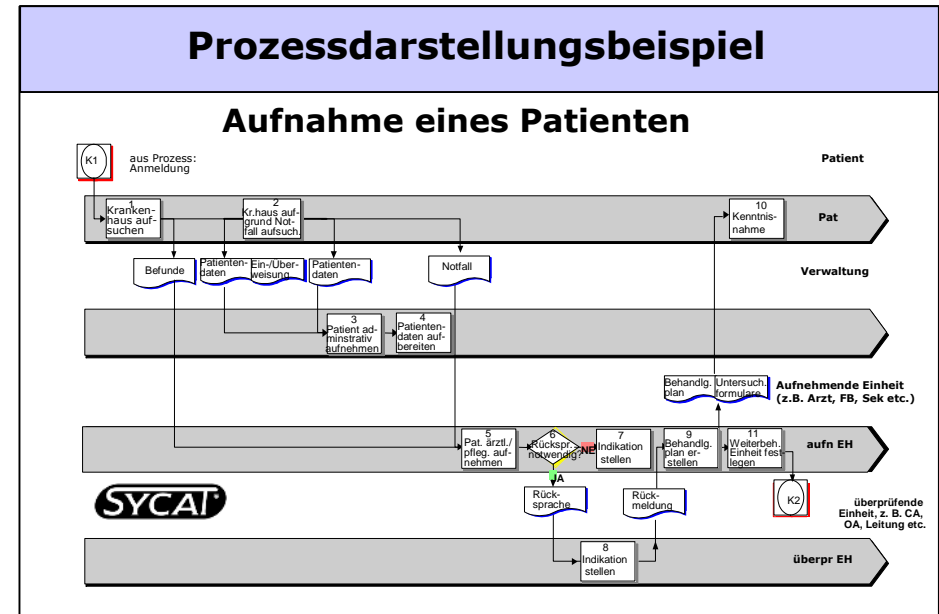 Prozessdarstellungsbeispiel
Aufnahme eines Patienten
K1
aus Prozess:
Anmeldung
Patient
1
Kranken-
haus auf-
suchen
2
Kr.haus auf-
grund Not-
fall aufsuch.
10
Kenntnis-
nahme
Pat
Befunde
Patienten-
daten
Ein-/Über-
weisung
Patienten-
daten
Notfall
Verwaltung
3
Patient ad-
minstrativ
aufnehmen
4
Patienten-
daten auf-
bereiten
Behandlg.
plan
Untersuch.
formulare
Aufnehmende Einheit
(z.B. Arzt, FB, Sek etc.)
5
Pat. ärztl./
pfleg. auf-
nehmen
6
Rückspr.
notwendig?
NE
JA
7
Indikation
stellen
9
Behandlg.
plan er-
stellen
11
Weiterbeh.
Einheit fest-
legen
aufn EH
SYCAT
Rück-
sprache
Rück-
meldung
K2
überprüfende
Einheit, z. B. CA,
OA, Leitung etc.
8
Indikation
stellen
überpr EH